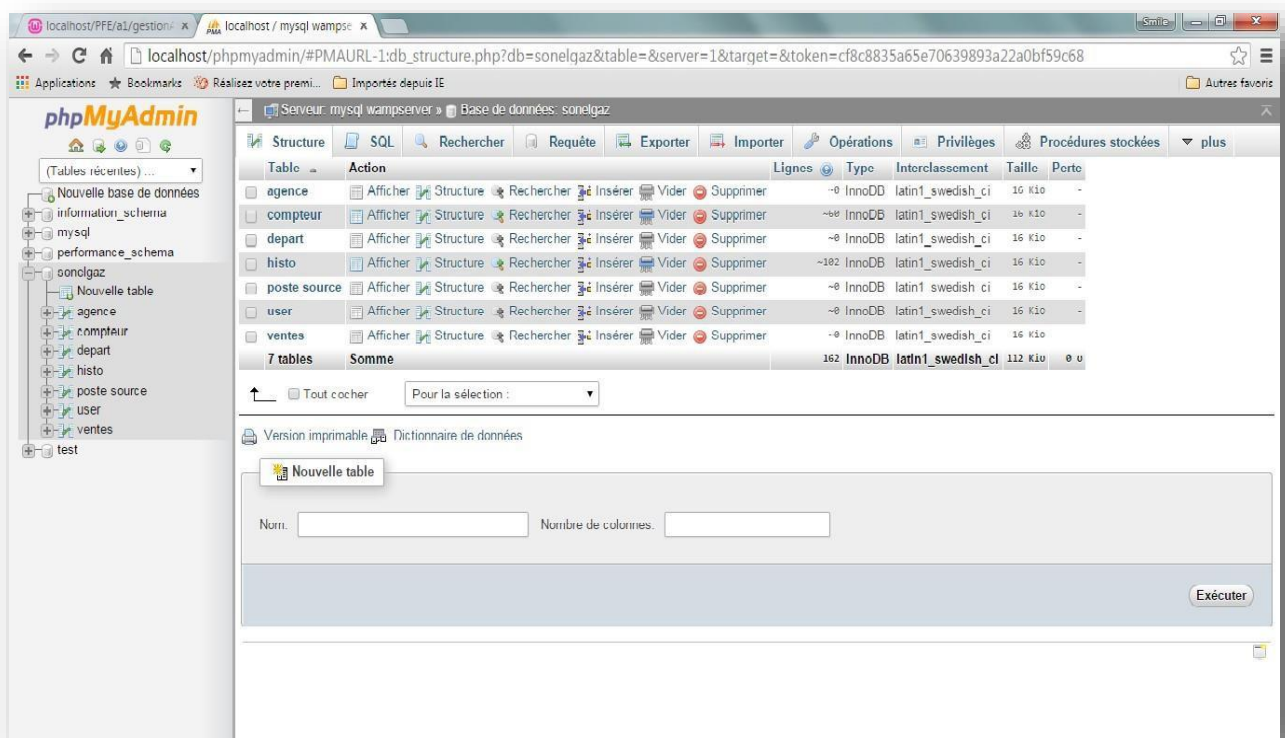 localhost/PFE/a1/gestion
localhost / mysql wampse
Smile
localhost/phpmyadmin/#PMAURL-1:db_structure.php?db=sonelgaz&table=&server=1&target=&token=cf8c8835a65e70639893a22a0bf59c68
Applications Bookmarks Réalisez votre premi... Importés depuis IE Autres favoris
phpMyAdmin
(Tables récentes) ...
Nouvelle base de données
information_schema
mysql
performance_schema
sonelgaz
Nouvelle table
agence
compteur
depart
histo
poste source
user
ventes
test
Serveur: mysql wampserver » Base de données: sonelgaz
Structure SQL Rechercher Requête Exporter Importer Opérations Privilèges Procédures stockées plus
Table Action Lignes Type Interclassement Taille Perte
agence Afficher Structure Rechercher Insérer Vider Supprimer ~0 InnoDB latin1_swedish_ci 16 Kio -
compteur Afficher Structure Rechercher Insérer Vider Supprimer ~60 InnoDB latin1_swedish_ci 16 Kio -
depart Afficher Structure Rechercher Insérer Vider Supprimer ~0 InnoDB latin1_swedish_ci 16 Kio -
histo Afficher Structure Rechercher Insérer Vider Supprimer ~102 InnoDB latin1_swedish_ci 16 Kio -
poste source Afficher Structure Rechercher Insérer Vider Supprimer ~0 InnoDB latin1_swedish_ci 16 Kio -
user Afficher Structure Rechercher Insérer Vider Supprimer ~0 InnoDB latin1_swedish_ci 16 Kio -
ventes Afficher Structure Rechercher Insérer Vider Supprimer ~0 InnoDB latin1_swedish_ci 16 Kio -
7 tables Somme 162 InnoDB latin1_swedish_ci 112 Kio 0 o
Tout cocher Pour la sélection :
Version imprimable Dictionnaire de données
Nouvelle table
Nom: Nombre de colonnes:
Exécuter